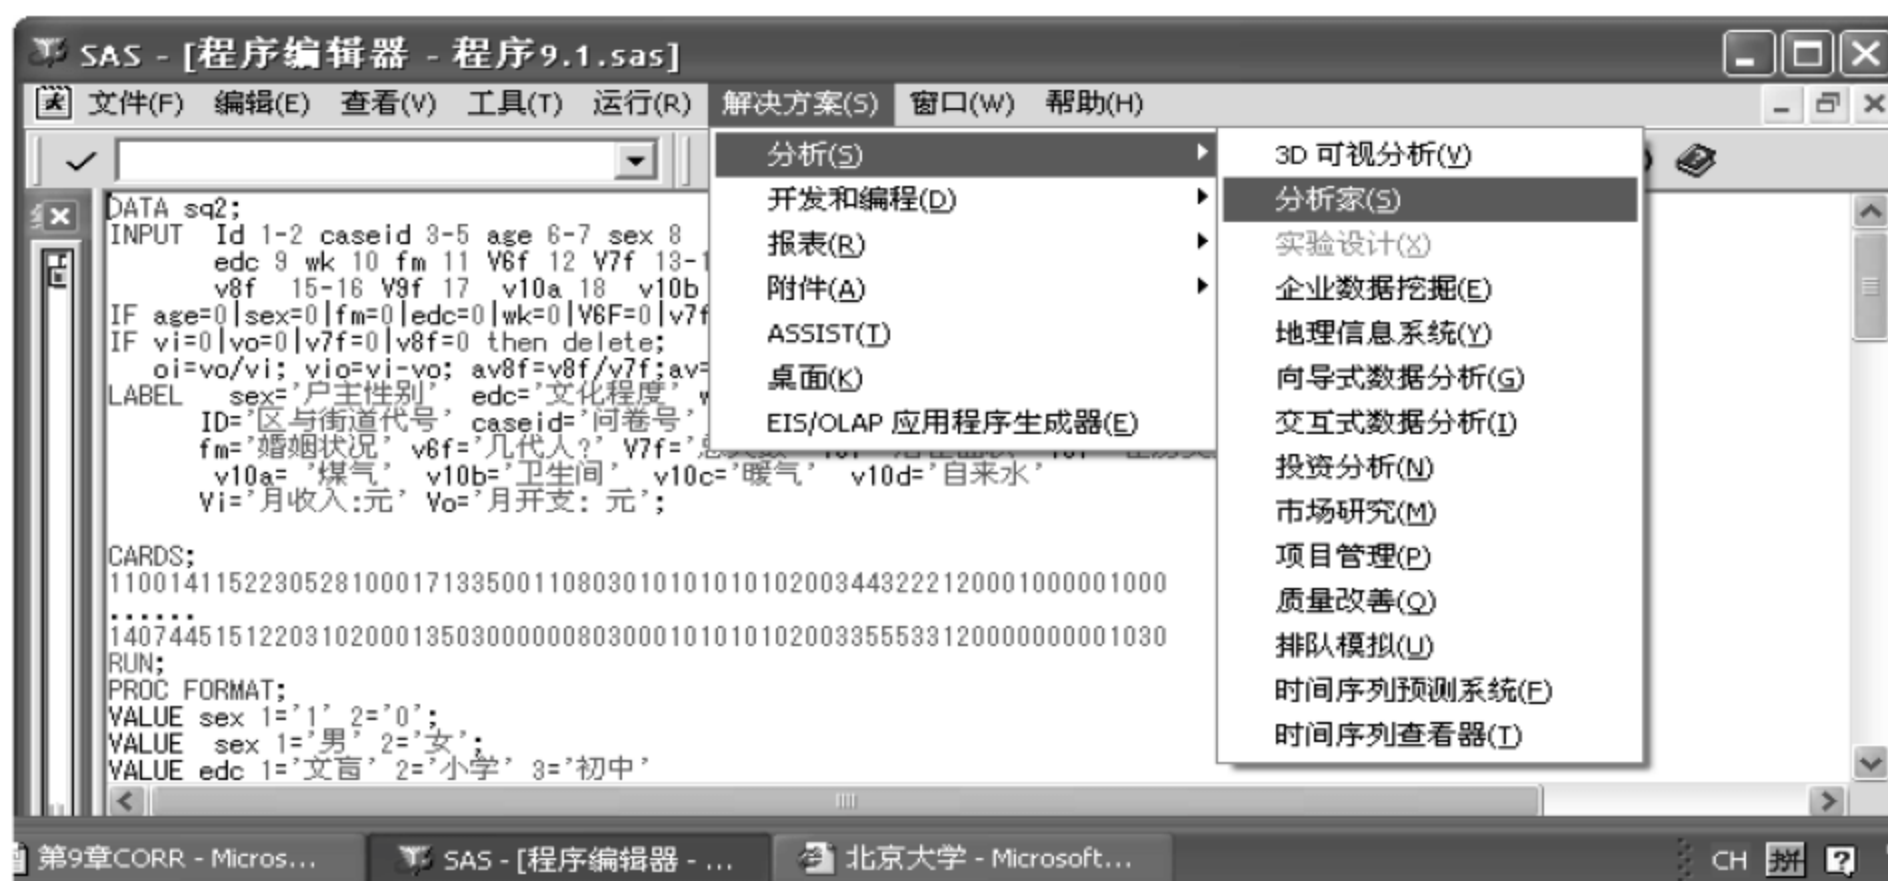 SAS - [程序编辑器 - 程序9.1.sas]
文件(F) 编辑(E) 查看(V) 工具(T) 运行(R) 解决方案(S) 窗口(W) 帮助(H)
分析(S)
开发和编程(D)
报表(R)
附件(A)
ASSIST(T)
桌面(K)
EIS/OLAP 应用程序生成器(E)
3D 可视分析(V)
分析家(S)
实验设计(X)
企业数据挖掘(E)
地理信息系统(Y)
向导式数据分析(G)
交互式数据分析(I)
投资分析(N)
市场研究(M)
项目管理(P)
质量改善(Q)
排队模拟(U)
时间序列预测系统(F)
时间序列查看器(T)
DATA sq2;
INPUT Id 1-2 caseid 3-5 age 6-7 sex 8
edc 9 wk 10 fm 11 V6f 12 V7f 13-1
v8f 15-16 V9f 17 v10a 18 v10b
IF age=0|sex=0|fm=0|edc=0|wk=0|V6F=0|v7f
IF vi=0|vo=0|v7f=0|v8f=0 then delete;
oi=vo/vi; vio=vi-vo; av8f=v8f/v7f;av=
LABEL sex='户主性别' edc='文化程度' w
ID='区与街道代号' caseid='问卷号'
fm='婚姻状况' v6f='几代人?' V7f='
v10a= '煤气' v10b='卫生间' v10c='暖气' v10d='自来水'
Vi='月收入:元' Vo='月开支: 元';
CARDS;
1100141152230528100017133500110803010101010102003443222120001000001000
......
1407445151220310200013503000000803000101010102003355533120000000001030
RUN;
PROC FORMAT;
VALUE sex 1='1' 2='0';
VALUE sex 1='男' 2='女';
VALUE edc 1='文盲' 2='小学' 3='初中'
第9章CORR - Micros... SAS - [程序编辑器 - ... 北京大学 - Microsoft... CH 拼 ?